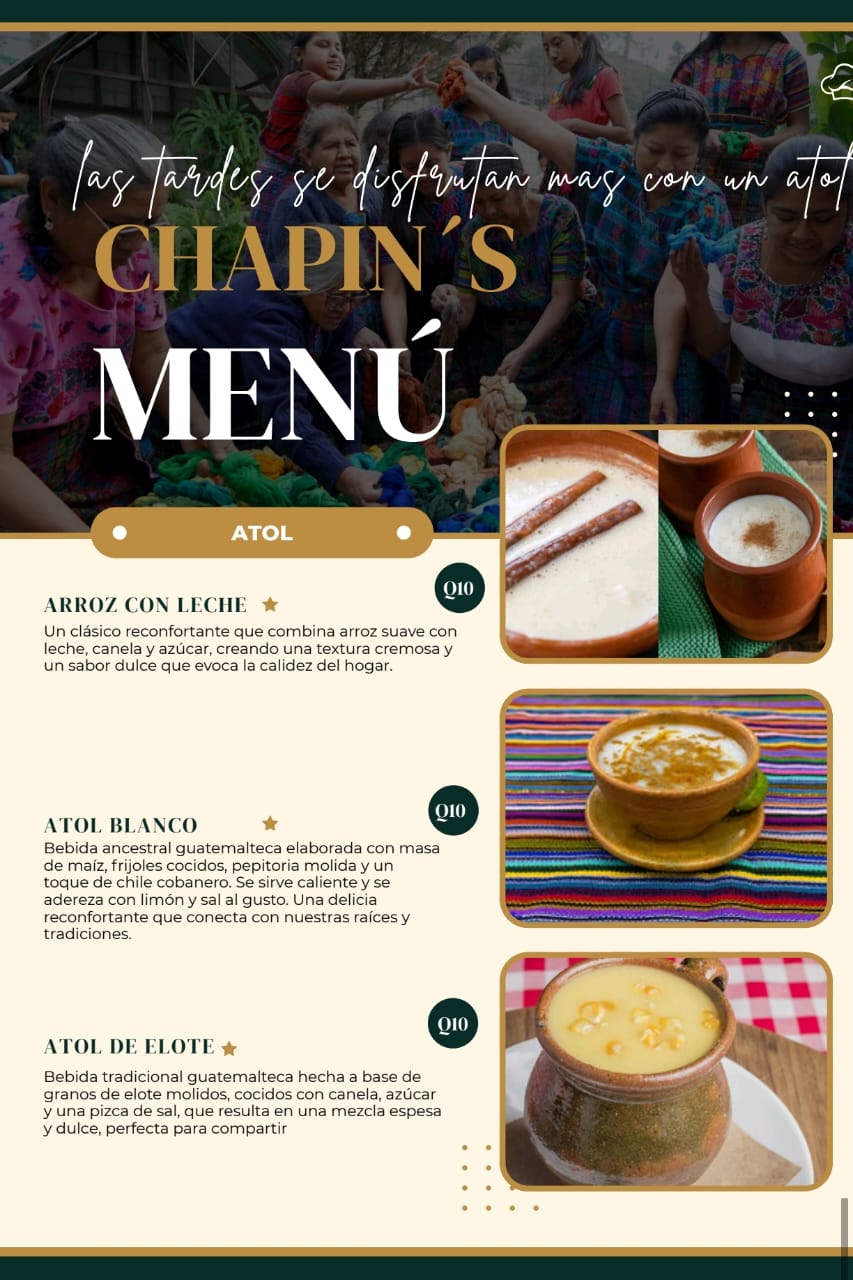 las tardes se disfrutan mas con un atol
CHAPIN´S
MENÚ
ATOL
ARROZ CON LECHE
Q10
Un clásico reconfortante que combina arroz suave con
leche, canela y azúcar, creando una textura cremosa y
un sabor dulce que evoca la calidez del hogar.
ATOL BLANCO
Q10
Bebida ancestral guatemalteca elaborada con masa
de maíz, frijoles cocidos, pepitoria molida y un
toque de chile cobanero. Se sirve caliente y se
adereza con limón y sal al gusto. Una delicia
reconfortante que conecta con nuestras raíces y
tradiciones.
ATOL DE ELOTE
Q10
Bebida tradicional guatemalteca hecha a base de
granos de elote molidos, cocidos con canela, azúcar
y una pizca de sal, que resulta en una mezcla espesa
y dulce, perfecta para compartir